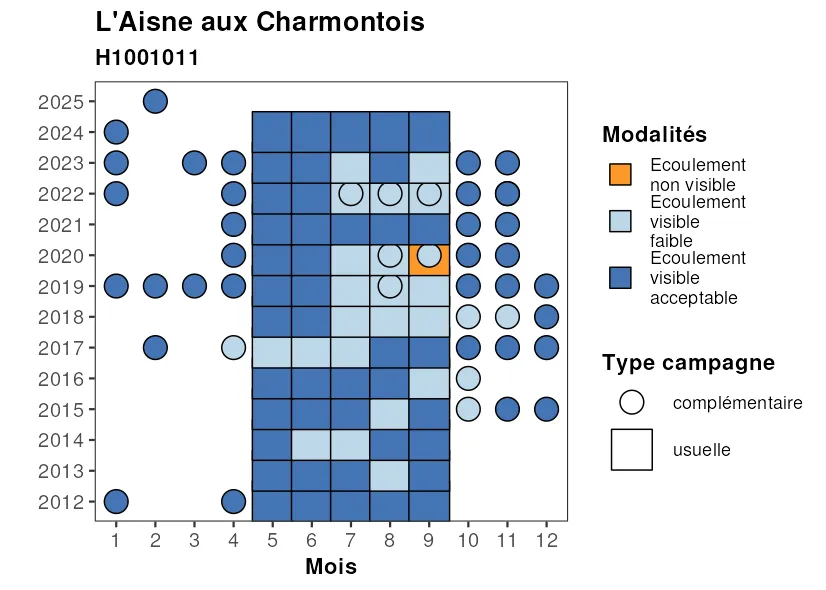 L'Aisne aux Charmontois
H1001011
2025
2024
2023
2022
2021
2020
2019
2018
2017
2016
2015
2014
2013
2012
1 2 3 4 5 6 7 8 9 10 11 12
Mois
Modalités
Ecoulement
non visible
Ecoulement
visible
faible
Ecoulement
visible
acceptable
Type campagne
complémentaire
usuelle